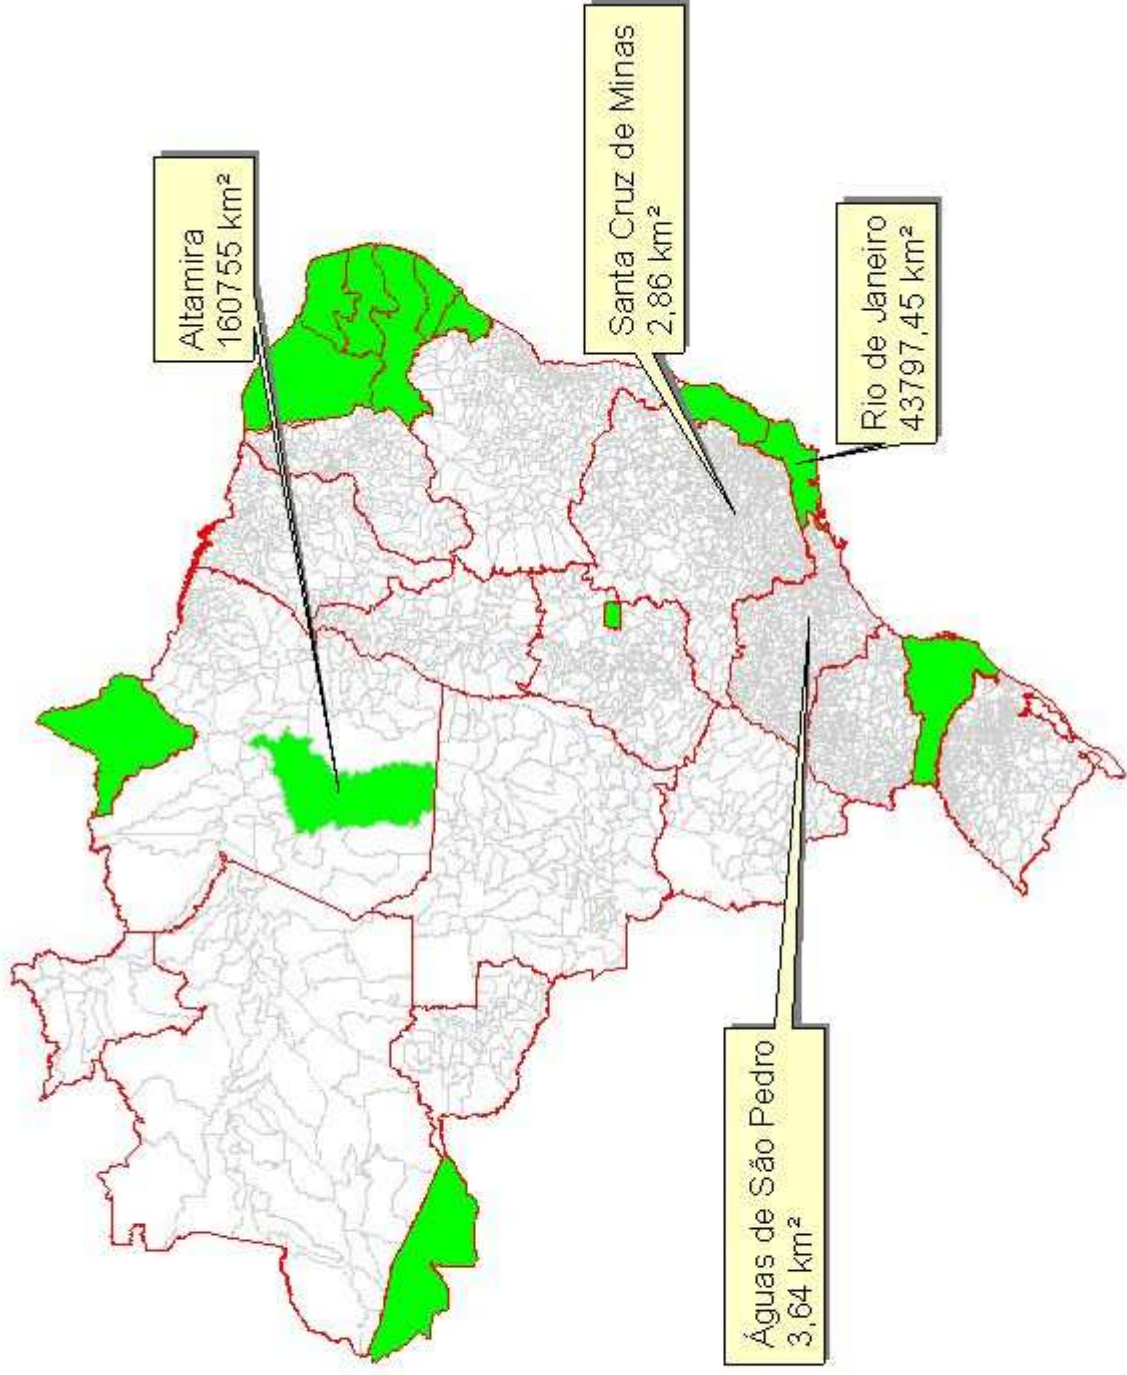 Altamira
160755 km²
Santa Cruz de Minas
2,86 km²
Rio de Janeiro
43797,45 km²
Águas de São Pedro
3,64 km²